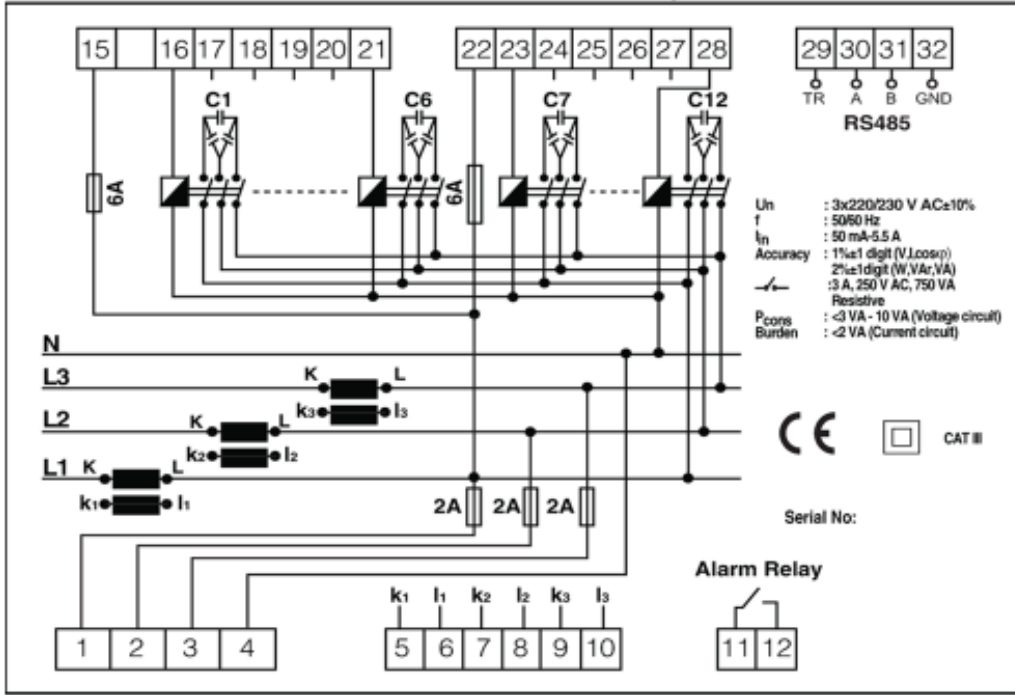 15 16 17 18 19 20 21 22 23 24 25 26 27 28 29 30 31 32
TR A B GND
RS485
C1 C6 C7 C12
6A 6A
Un : 3x220/230 V AC±10%
f : 50/60 Hz
Iin : 50 mA-5.5 A
Accuracy : 1%±1 digit (V,I,cosφ)
2%±1digit (W,VAr,VA)
:3 A, 250 V AC, 750 VA
Resistive
Pcons : <3 VA - 10 VA (Voltage circuit)
Burden : <2 VA (Current circuit)
N
L3 K L
k3 l3
L2 K L
k2 l2
L1 K L
k1 l1
2A 2A 2A
CE CAT III
Serial No:
Alarm Relay
k1 l1 k2 l2 k3 l3
1 2 3 4 5 6 7 8 9 10 11 12